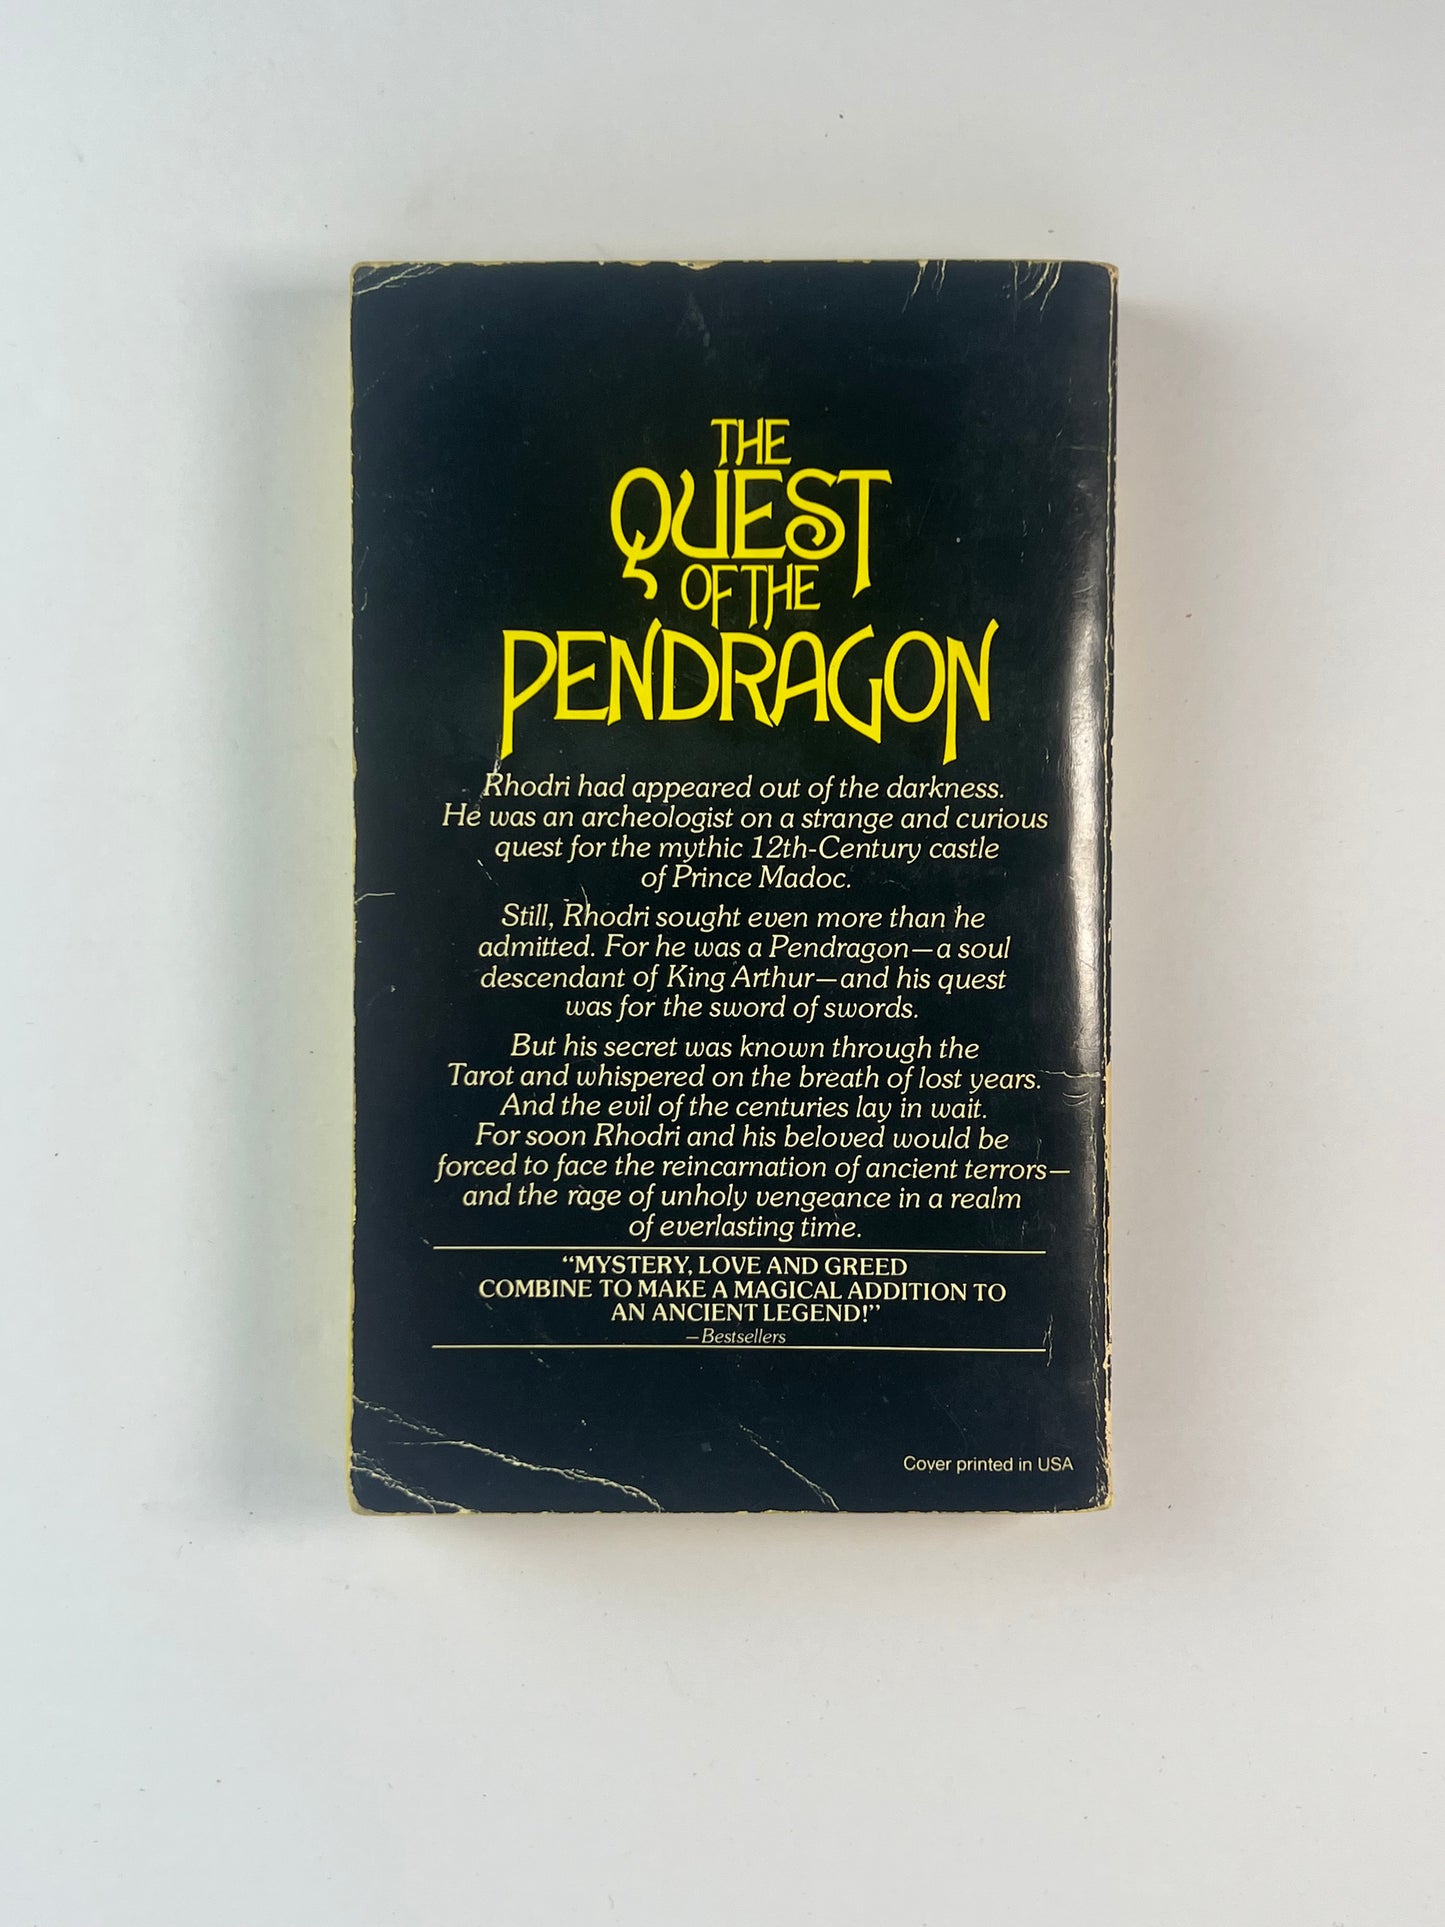 THE
QUEST
OF THE
PENDRAGON
Rhodri had appeared out of the darkness.
He was an archeologist on a strange and curious
quest for the mythic 12th-Century castle
of Prince Madoc.
Still, Rhodri sought even more than he
admitted. For he was a Pendragon—a soul
descendant of King Arthur—and his quest
was for the sword of swords.
But his secret was known through the
Tarot and whispered on the breath of lost years.
And the evil of the centuries lay in wait.
For soon Rhodri and his beloved would be
forced to face the reincarnation of ancient terrors—
and the rage of unholy vengeance in a realm
of everlasting time.
“MYSTERY, LOVE AND GREED
COMBINE TO MAKE A MAGICAL ADDITION TO
AN ANCIENT LEGEND!”
—Bestsellers
Cover printed in USA